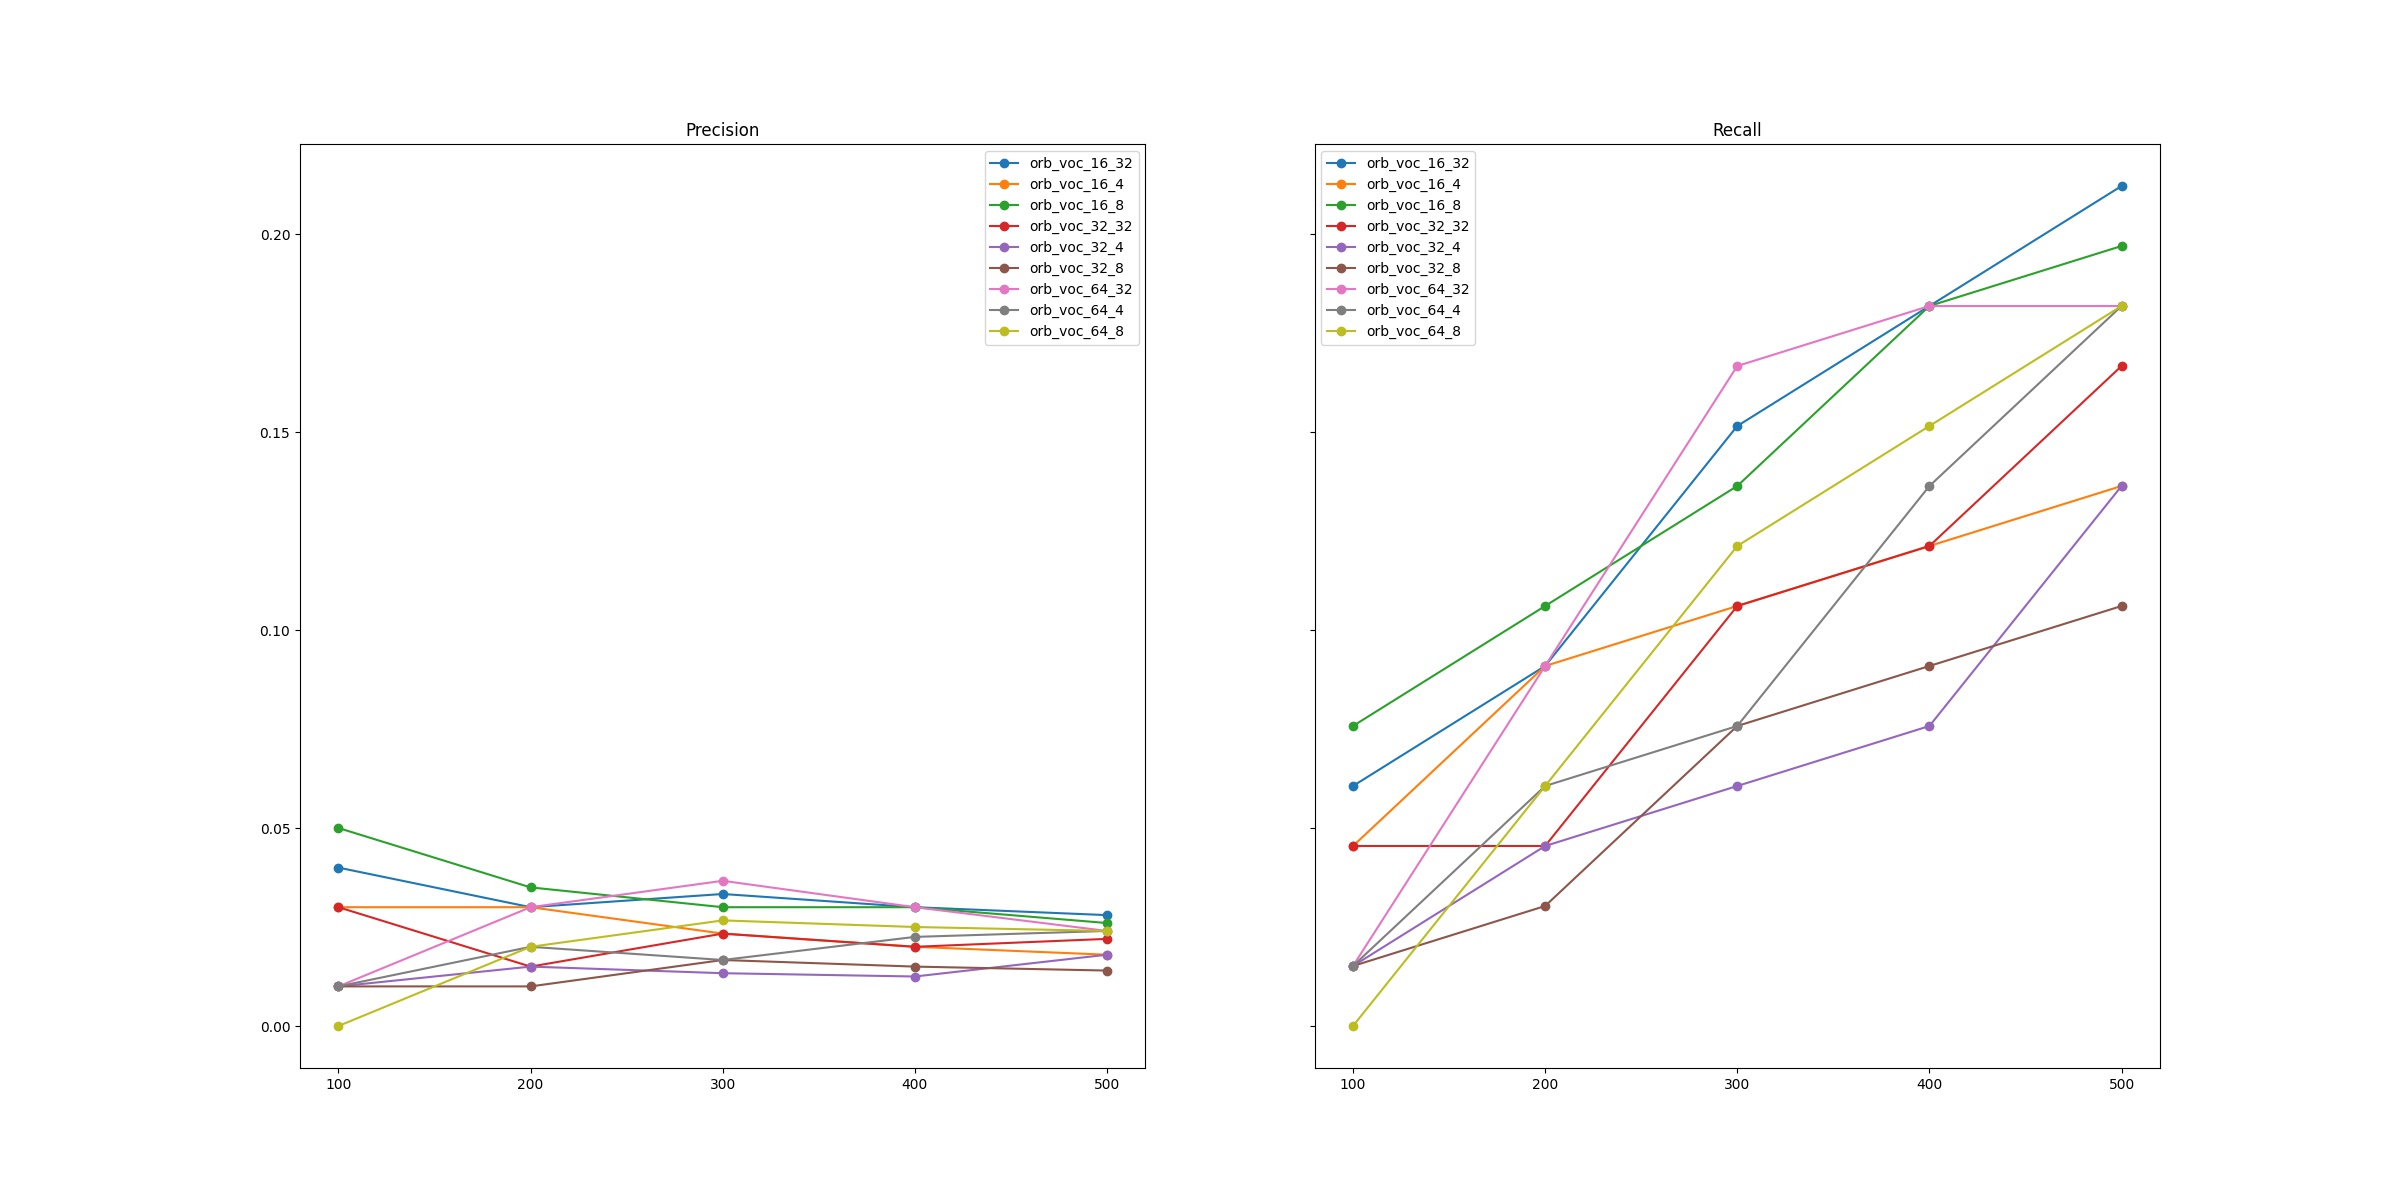 Precision
orb_voc_16_32
orb_voc_16_4
orb_voc_16_8
orb_voc_32_32
orb_voc_32_4
orb_voc_32_8
orb_voc_64_32
orb_voc_64_4
orb_voc_64_8
0.20
0.15
0.10
0.05
0.00
100 200 300 400 500
Recall
orb_voc_16_32
orb_voc_16_4
orb_voc_16_8
orb_voc_32_32
orb_voc_32_4
orb_voc_32_8
orb_voc_64_32
orb_voc_64_4
orb_voc_64_8
100 200 300 400 500